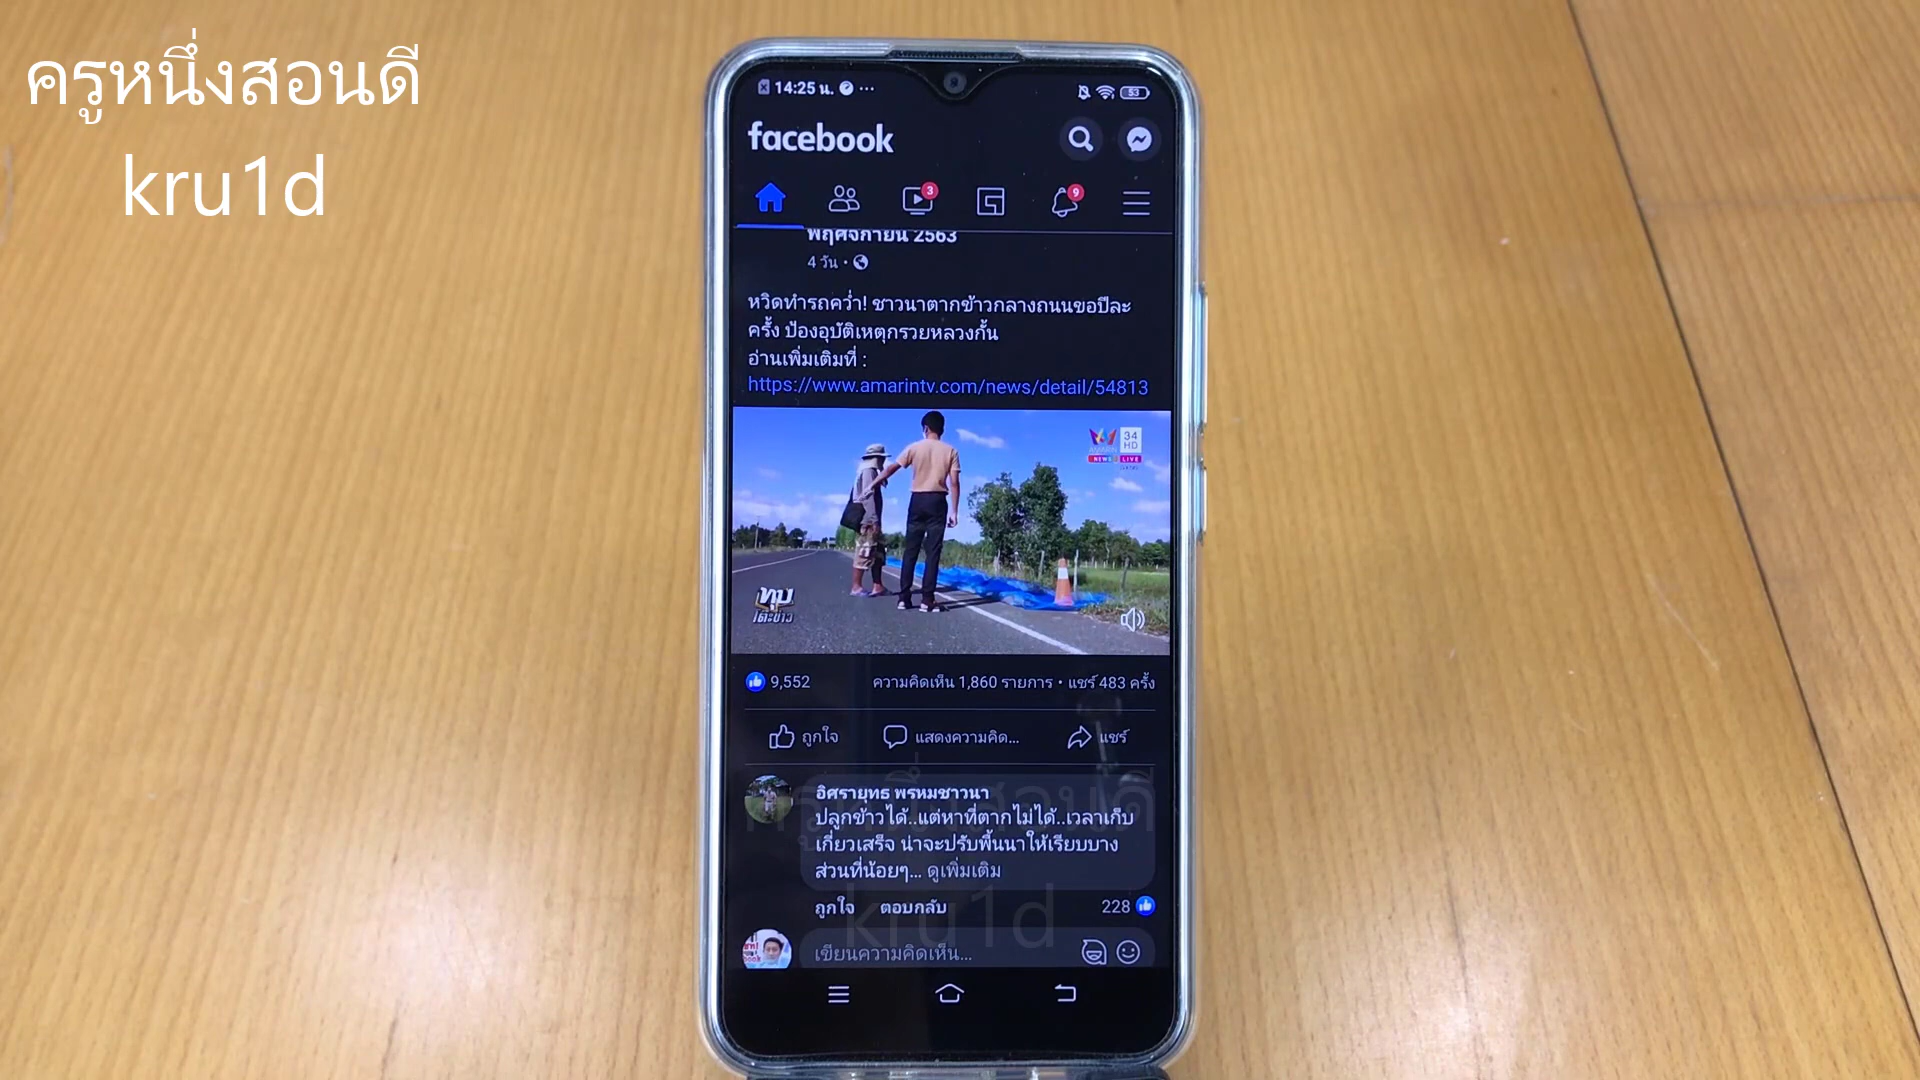 ครูหนึ่งสอนดี
kru1d
14:25 น.
53
facebook
3
9
พฤศจิกายน 2563
4 วัน
หวิดทำรถคว่ำ! ชาวนาตากข้าวกลางถนนขอปีละ
ครั้ง ป้องอุบัติเหตุกรวยหลวงกั้น
อ่านเพิ่มเติมที่ :
https://www.amarintv.com/news/detail/54813
34
HD
AMARIN
NEWS LIVE
ทุบ
โต๊ะข่าว
9,552
ความคิดเห็น 1,860 รายการ • แชร์ 483 ครั้ง
ถูกใจ
แสดงความคิด...
แชร์
อิศรายุทธ พรหมชาวนา
ปลูกข้าวได้..แต่หาที่ตากไม่ได้..เวลาเก็บ
เกี่ยวเสร็จ น่าจะปรับพื้นนาให้เรียบบาง
ส่วนที่น้อยๆ... ดูเพิ่มเติม
ถูกใจ ตอบกลับ 228
เขียนความคิดเห็น...
ครูหนึ่งสอนดี
kru1d